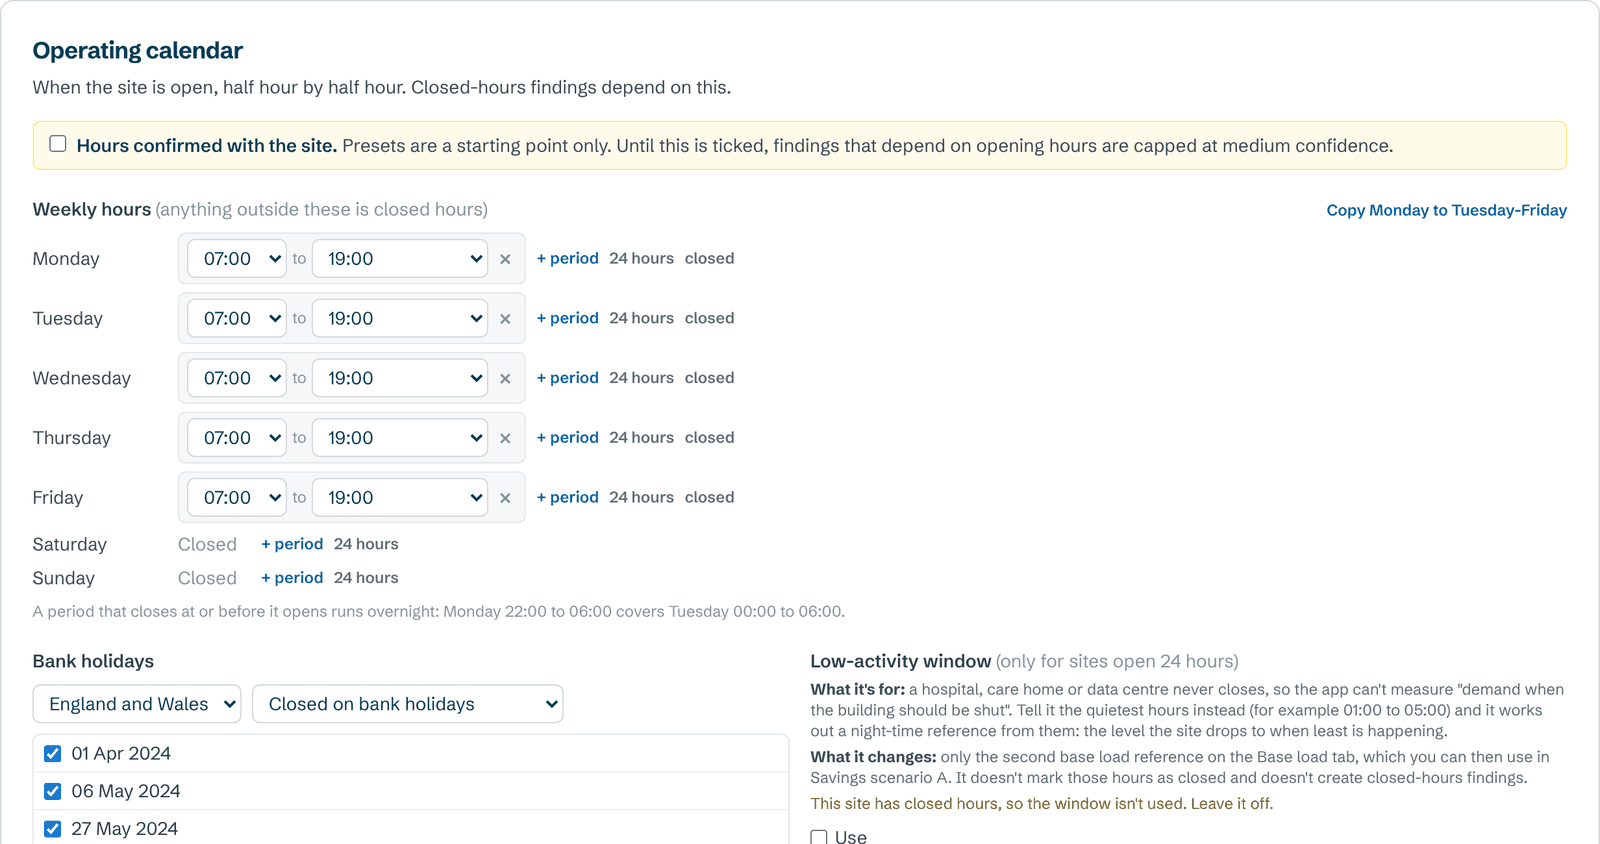 Operating calendar
When the site is open, half hour by half hour. Closed-hours findings depend on this.
Hours confirmed with the site. Presets are a starting point only. Until this is ticked, findings that depend on opening hours are capped at medium confidence.
Weekly hours (anything outside these is closed hours)
Copy Monday to Tuesday-Friday
Monday 07:00 to 19:00 × + period 24 hours closed
Tuesday 07:00 to 19:00 × + period 24 hours closed
Wednesday 07:00 to 19:00 × + period 24 hours closed
Thursday 07:00 to 19:00 × + period 24 hours closed
Friday 07:00 to 19:00 × + period 24 hours closed
Saturday Closed + period 24 hours
Sunday Closed + period 24 hours
A period that closes at or before it opens runs overnight: Monday 22:00 to 06:00 covers Tuesday 00:00 to 06:00.
Bank holidays
England and Wales Closed on bank holidays
01 Apr 2024
06 May 2024
27 May 2024
Low-activity window (only for sites open 24 hours)
What it's for: a hospital, care home or data centre never closes, so the app can't measure "demand when
the building should be shut". Tell it the quietest hours instead (for example 01:00 to 05:00) and it works
out a night-time reference from them: the level the site drops to when least is happening.
What it changes: only the second base load reference on the Base load tab, which you can then use in
Savings scenario A. It doesn't mark those hours as closed and doesn't create closed-hours findings.
This site has closed hours, so the window isn't used. Leave it off.
Use